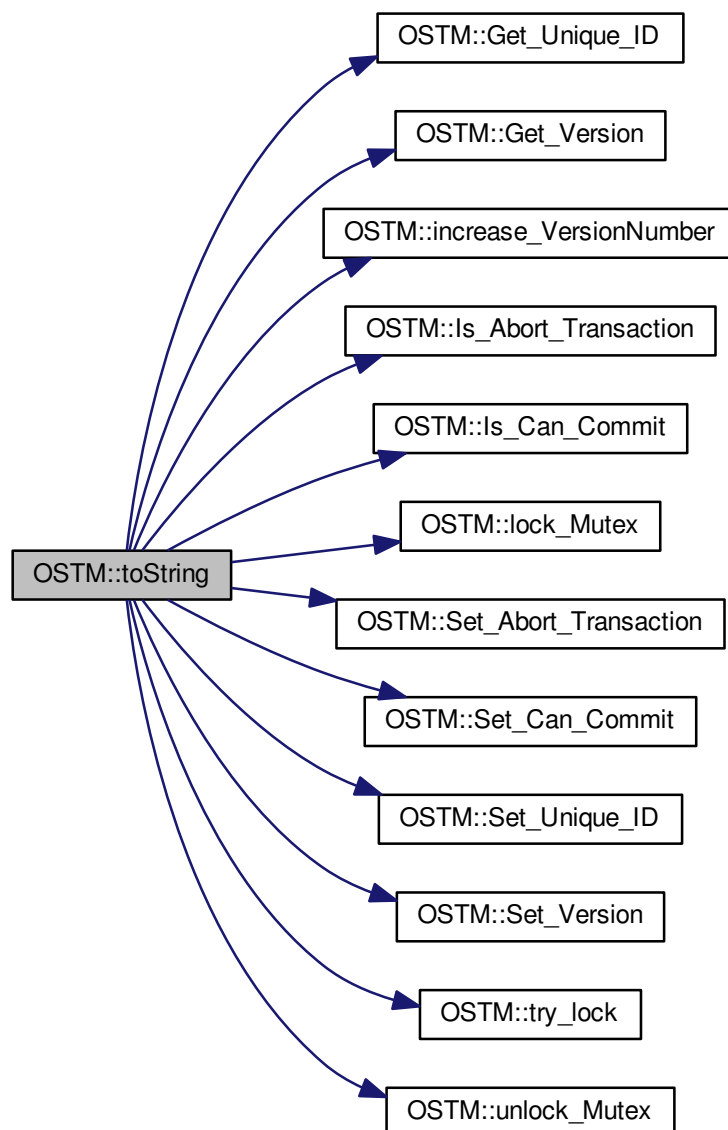 OSTM::Get_Unique_ID
OSTM::Get_Version
OSTM::increase_VersionNumber
OSTM::Is_Abort_Transaction
OSTM::Is_Can_Commit
OSTM::lock_Mutex
OSTM::toString
OSTM::Set_Abort_Transaction
OSTM::Set_Can_Commit
OSTM::Set_Unique_ID
OSTM::Set_Version
OSTM::try_lock
OSTM::unlock_Mutex